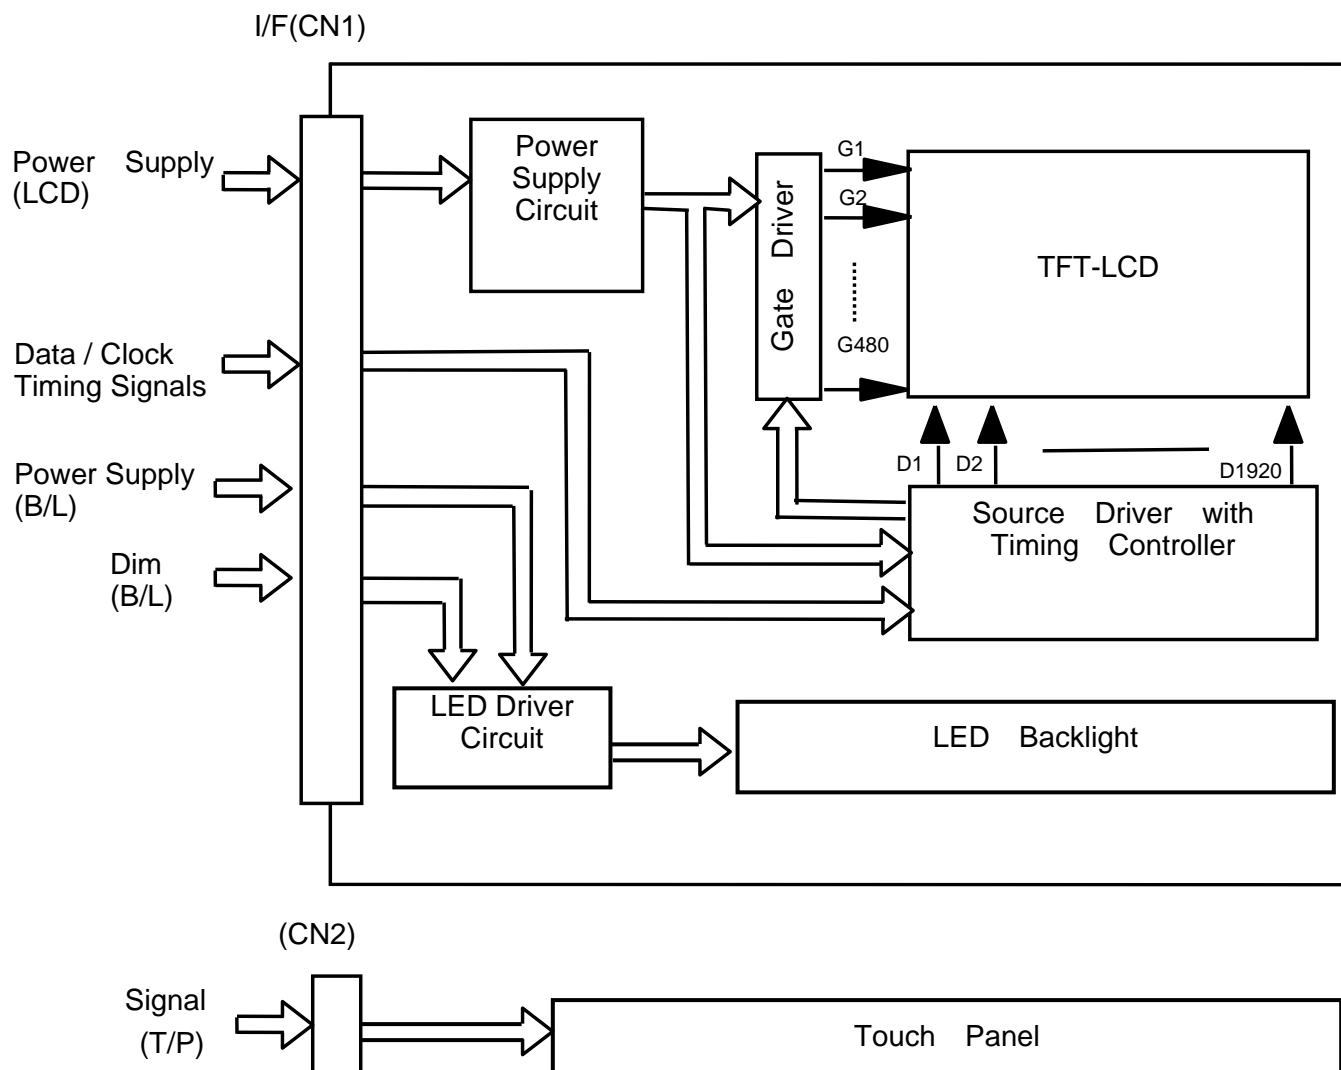 I/F(CN1)
Power Supply
(LCD)
Power
Supply
Circuit
Gate Driver
G1
G2
G480
TFT-LCD
Data / Clock
Timing Signals
Power Supply
(B/L)
Dim
(B/L)
D1
D2
D1920
Source Driver with
Timing Controller
LED Driver
Circuit
LED Backlight
(CN2)
Signal
(T/P)
Touch Panel